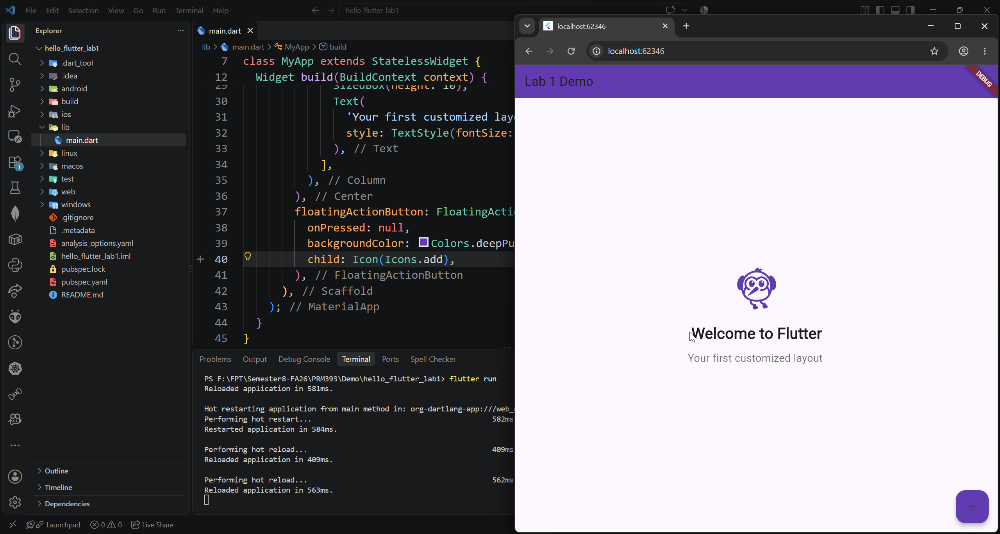 File Edit Selection View Go Run Terminal Help
hello_flutter_lab1
Explorer
hello_flutter_lab1
.dart_tool
.idea
android
build
ios
lib
main.dart
linux
macos
test
web
windows
.gitignore
.metadata
analysis_options.yaml
hello_flutter_lab1.iml
pubspec.lock
pubspec.yaml
README.md
Outline
Timeline
Dependencies
main.dart
lib > main.dart > MyApp > build
7 class MyApp extends StatelessWidget {
12 Widget build(BuildContext context) {
29 SizedBox(height: 10),
30 Text(
31 'Your first customized lay
32 style: TextStyle(fontSize:
33 ), // Text
34 ],
35 ), // Column
36 ), // Center
37 floatingActionButton: FloatingActi
38 onPressed: null,
39 backgroundColor: Colors.deepPu
40 child: Icon(Icons.add),
41 ), // FloatingActionButton
42 ), // Scaffold
43 ); // MaterialApp
44 }
45 }
Problems Output Debug Console Terminal Ports Spell Checker
PS F:\FPT\Semester8-FA26\PRM393\Demo\hello_flutter_lab1> flutter run
Reloaded application in 581ms.
Hot restarting application from main method in: org-dartlang-app:///web_
Performing hot restart... 582ms
Restarted application in 584ms.
Performing hot reload... 409ms
Reloaded application in 409ms.
Performing hot reload... 562ms
Reloaded application in 563ms.
Launchpad 0 0 Live Share
localhost:62346
localhost:62346
Lab 1 Demo
DEBUG
Welcome to Flutter
Your first customized layout